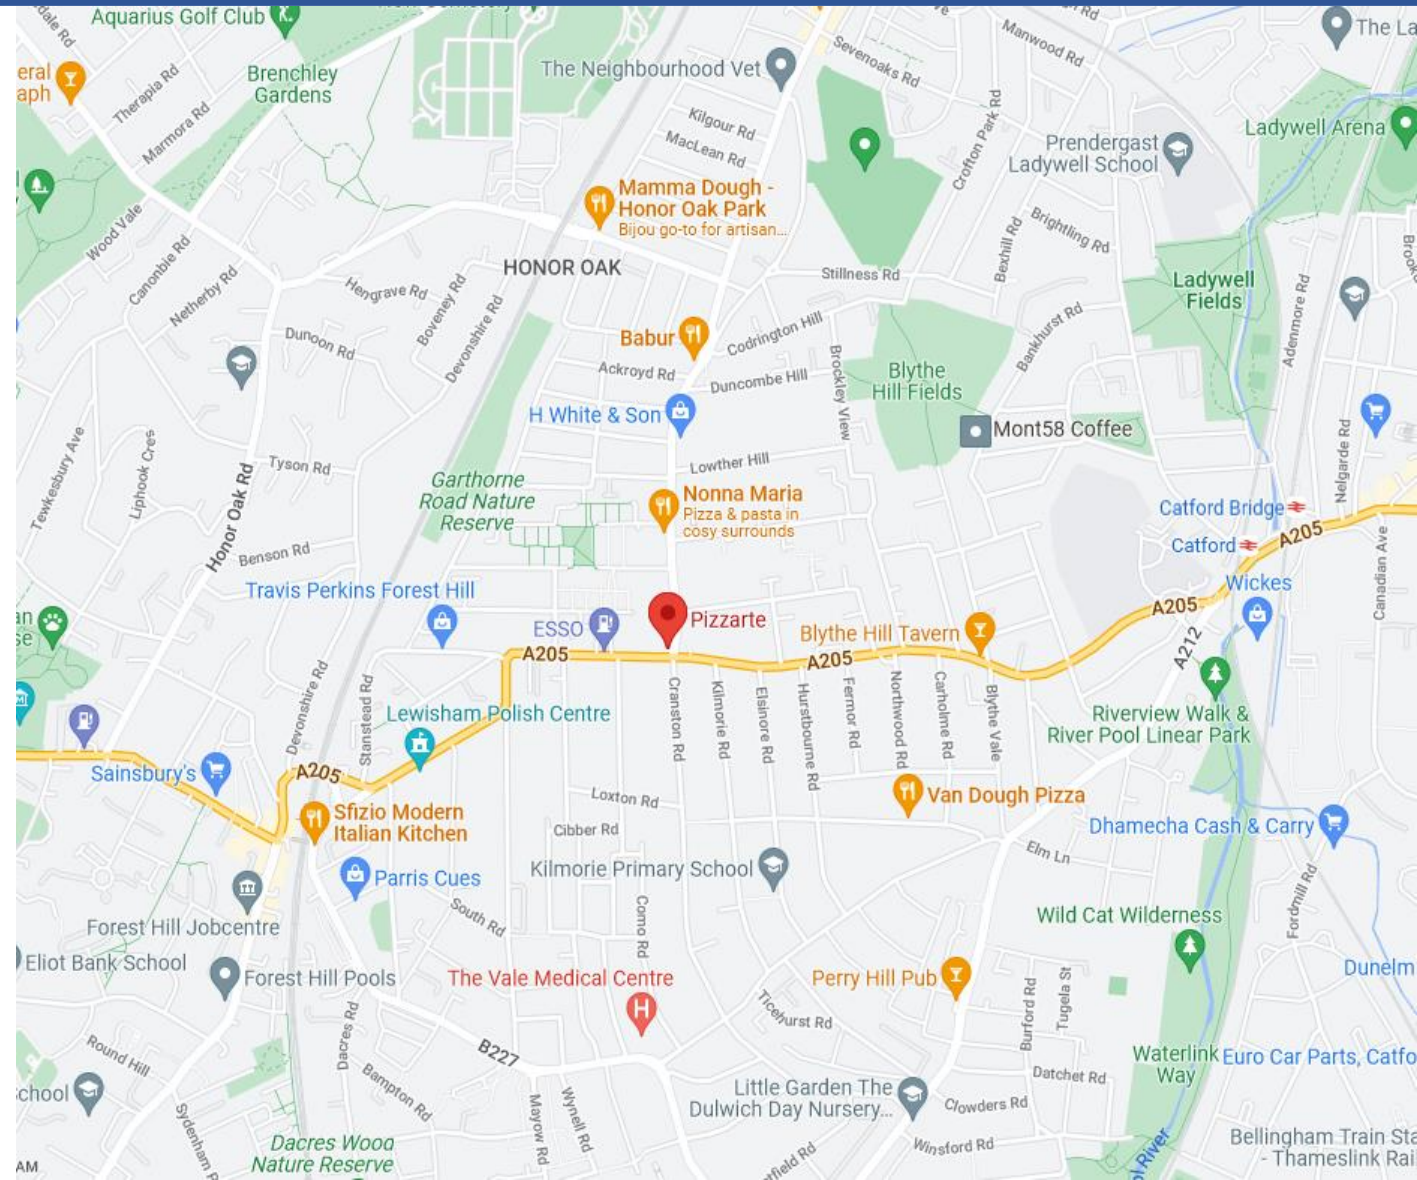 Aquarius Golf Club
The La
Manwood Rd
Sevenoaks Rd
Brenchley
Gardens
Therapia Rd
Marmora Rd
The Neighbourhood Vet
Kilgour Rd
MacLean Rd
Crofton Park Rd
Prendergast
Ladywell School
Ladywell Arena
Mamma Dough -
Honor Oak Park
Bijou go-to for artisan...
Wood Vale
Canonbie Rd
Netherby Rd
HONOR OAK
Hengrave Rd
Boveney Rd
Devonshire Rd
Dunoon Rd
Stillness Rd
Bexhill Rd
Brightling Rd
Ladywell
Fields
Adenmore Rd
Babur
Codrington Hill
Ackroyd Rd
Duncombe Hill
Brockley View
Bankhurst Rd
Blythe
Hill Fields
H White & Son
Mont58 Coffee
Tewkesbury Ave
Liphook Cres
Tyson Rd
Honor Oak Rd
Lowther Hill
Nelgarde Rd
Garthorne
Road Nature
Reserve
Nonna Maria
Pizza & pasta in
cosy surrounds
Catford Bridge
Catford
A205
Canadian Ave
Benson Rd
Travis Perkins Forest Hill
Wickes
ESSO
Pizzarte
Blythe Hill Tavern
A205
A205
A205
A212
Devonshire Rd
Stanstead Rd
Cranston Rd
Kilmorie Rd
Elsinore Rd
Hurstbourne Rd
Fermor Rd
Northwood Rd
Carholme Rd
Blythe Vale
Lewisham Polish Centre
Riverview Walk &
River Pool Linear Park
Sainsbury's
A205
Sfizio Modern
Italian Kitchen
Loxton Rd
Van Dough Pizza
Cibber Rd
Dhamecha Cash & Carry
Elm Ln
Kilmorie Primary School
Parris Cues
Fordmill Rd
South Rd
Como Rd
Wild Cat Wilderness
Forest Hill Jobcentre
Eliot Bank School
Forest Hill Pools
The Vale Medical Centre
Perry Hill Pub
Dunelm
Ticehurst Rd
Burford Rd
Tugela St
Dacres Rd
Round Hill
B227
Waterlink
Way
Euro Car Parts, Catfo
Bampton Rd
Datchet Rd
Little Garden The
Dulwich Day Nursery...
Clowders Rd
chool
Mayow Rd
Wynell Rd
Winsford Rd
Dacres Wood
Nature Reserve
Bellingham Train Sta
- Thameslink Rai